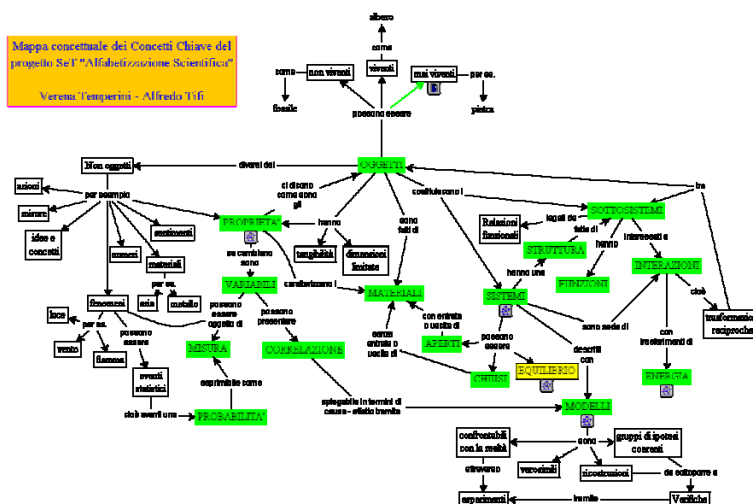 albero
Mappa concettuale dei Concetti Chiave del
progetto SeT "Alfabetizzazione Scientifica"
Verena Temperini - Alfredo Tifi
come
come
non viventi
viventi
mai viventi
per es.
fossile
possono essere
pietra
Non oggetti
diversi dai
OGGETTI
costituiscono i
tra
azioni
per esempio
ci dicono
come sono
gli
misure
sentimenti
PROPRIETA'
hanno
sono
fatti di
SOTTOSISTEMI
idee e
concetti
numeri
materiali
tangibilità
dimensioni
limitate
Relazioni
funzionali
legati da
fatta di
STRUTTURA
hanno
interessati a
se cambiano
sono
per es.
VARIABILI
caratterizzano i
MATERIALI
SISTEMI
hanno una
FUNZIONI
INTERAZIONI
fenomeni
aria
metallo
cioè
luce
per es.
possono
essere
possono
essere
oggetto di
possono
presentare
senza
entrata o
uscita di
con entrata
o uscita di
APERTI
possono
essere
sono sede di
trasformazioni
reciproche
vento
fiamma
MISURA
CORRELAZIONE
CHIUSI
EQUILIBRIO
descritti
con
con
trasferimenti di
ENERGIA
eventi
statistici
esprimibile come
cioè aventi una
PROBABILITA'
spiegabile in termini di
causa - effetto tramite
MODELLI
confrontabili
con la realtà
sono
gruppi di ipotesi
coerenti
attraverso
verosimili
ricostruzioni
da sottoporre a
esperimenti
tramite
Verifiche